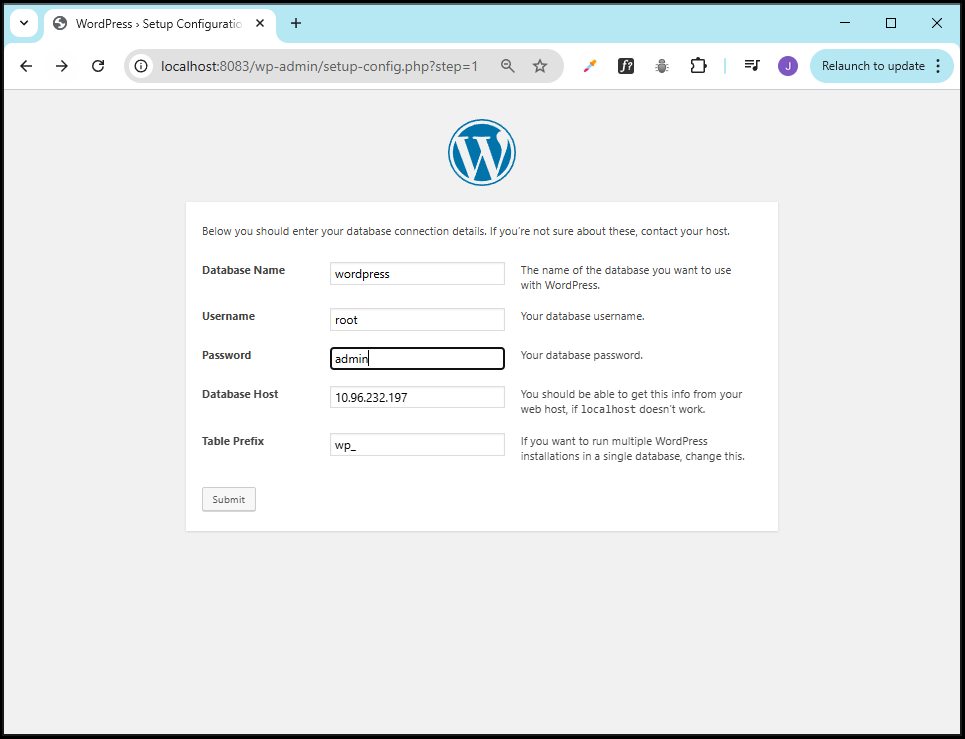 WordPress › Setup Configuratio
localhost:8083/wp-admin/setup-config.php?step=1
f?
J
Relaunch to update
W
Below you should enter your database connection details. If you're not sure about these, contact your host.
Database Name
wordpress
The name of the database you want to use
with WordPress.
Username
root
Your database username.
Password
admin
Your database password.
Database Host
10.96.232.197
You should be able to get this info from your
web host, if localhost doesn't work.
Table Prefix
wp_
If you want to run multiple WordPress
installations in a single database, change this.
Submit